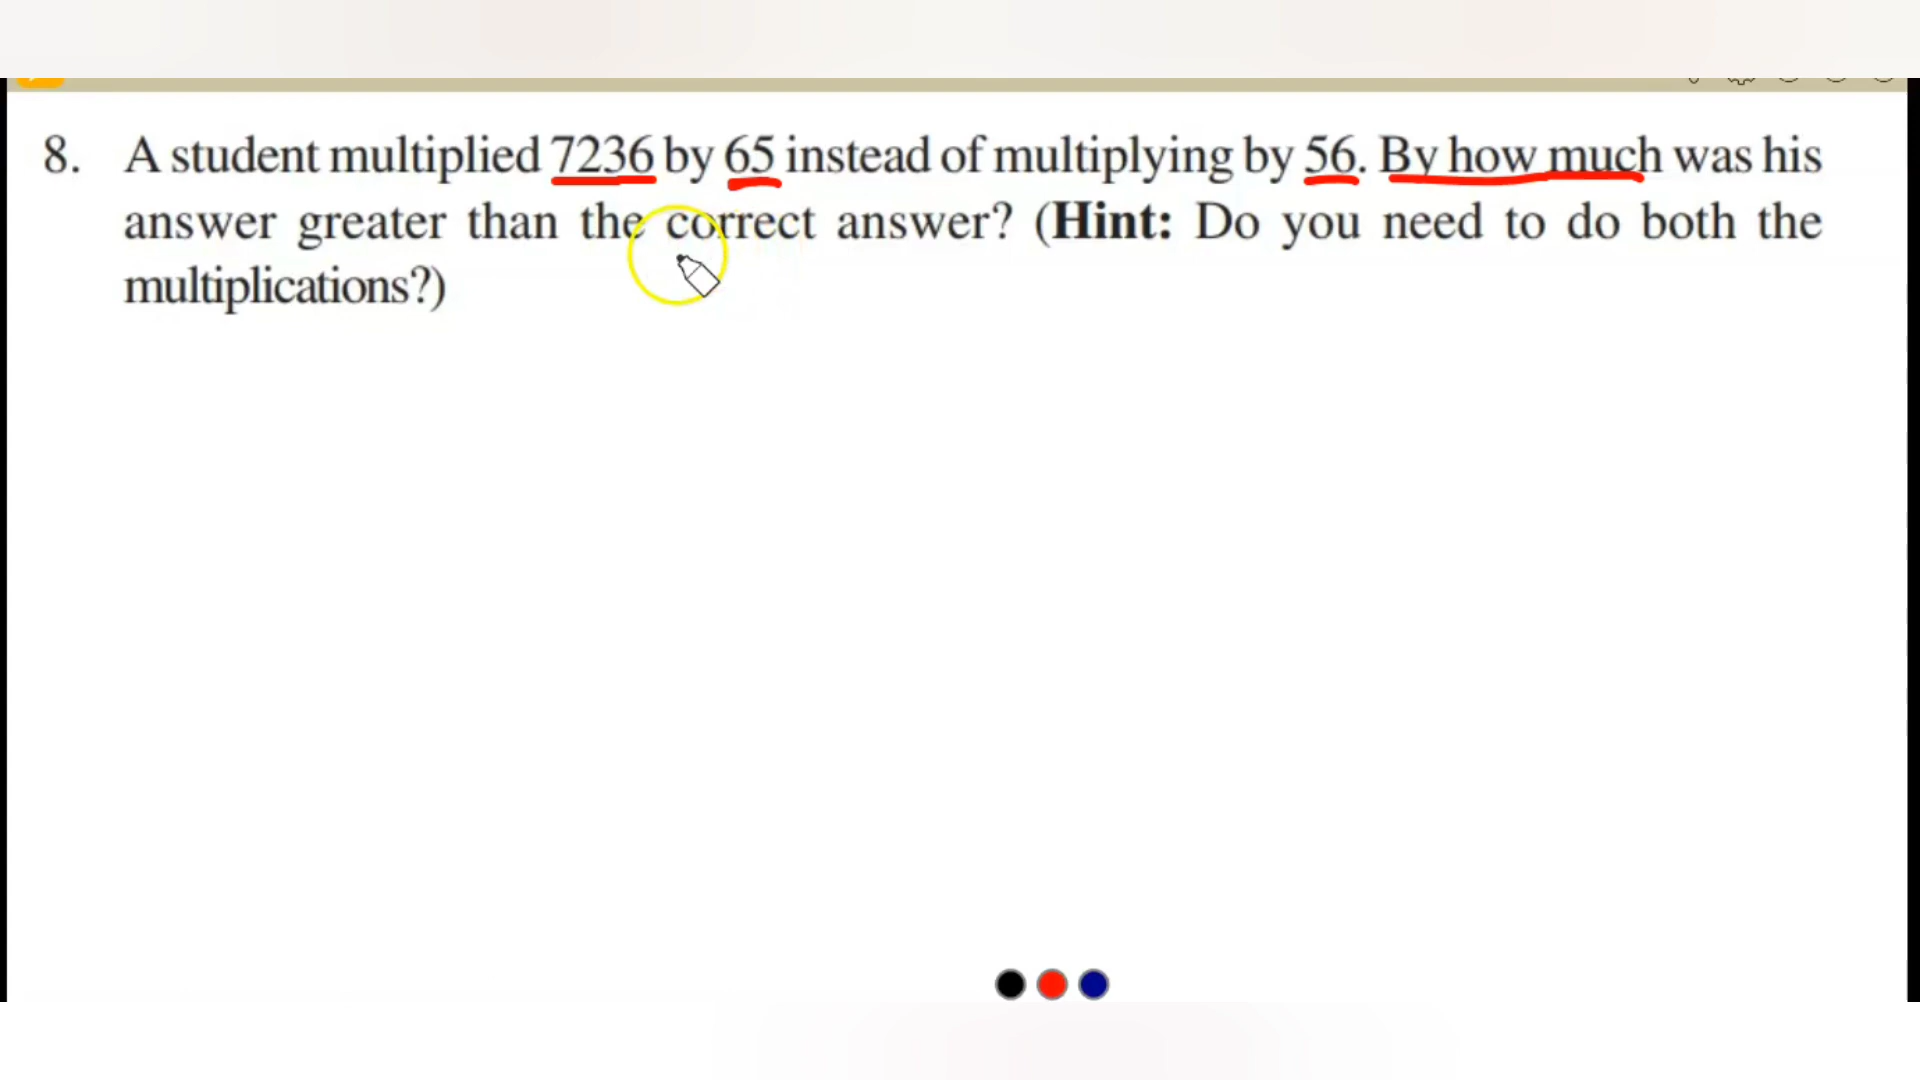 8. A student multiplied 7236 by 65 instead of multiplying by 56. By how much was his
answer greater than the correct answer? (Hint: Do you need to do both the
multiplications?)